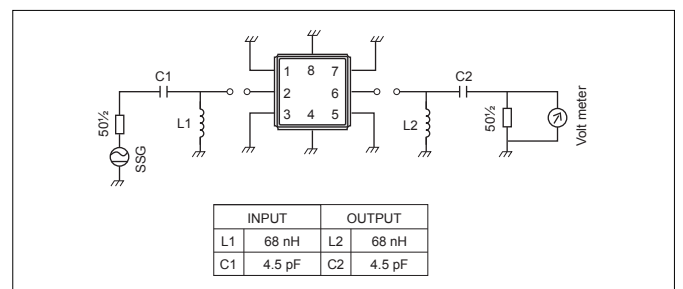 C1
C2
1 8 7
2 6
3 4 5
50½
L1
SSG
L2
50½
Volt meter
INPUT OUTPUT
L1 68 nH L2 68 nH
C1 4.5 pF C2 4.5 pF